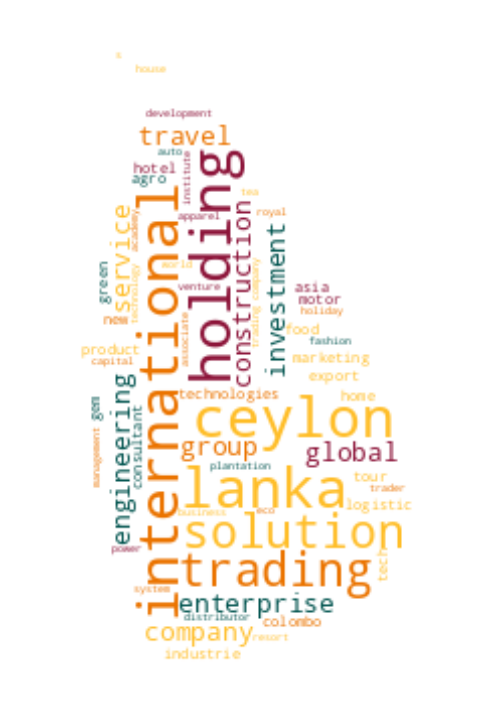 s
house
development
travel
auto
hotel
institute
agro
holding
international
tea
construction
service
academy
apparel
royal
investment
world
green
technology
trading company
venture
asia
motor
holiday
new
associate
food
fashion
product
capital
marketing
export
engineering
technologies
home
gem
consultant
ceylon
management
group
global
plantation
lanka
tour
trader
logistic
business
eco
solution
power
tech
trading
system
enterprise
distributor
colombo
company
resort
industrie